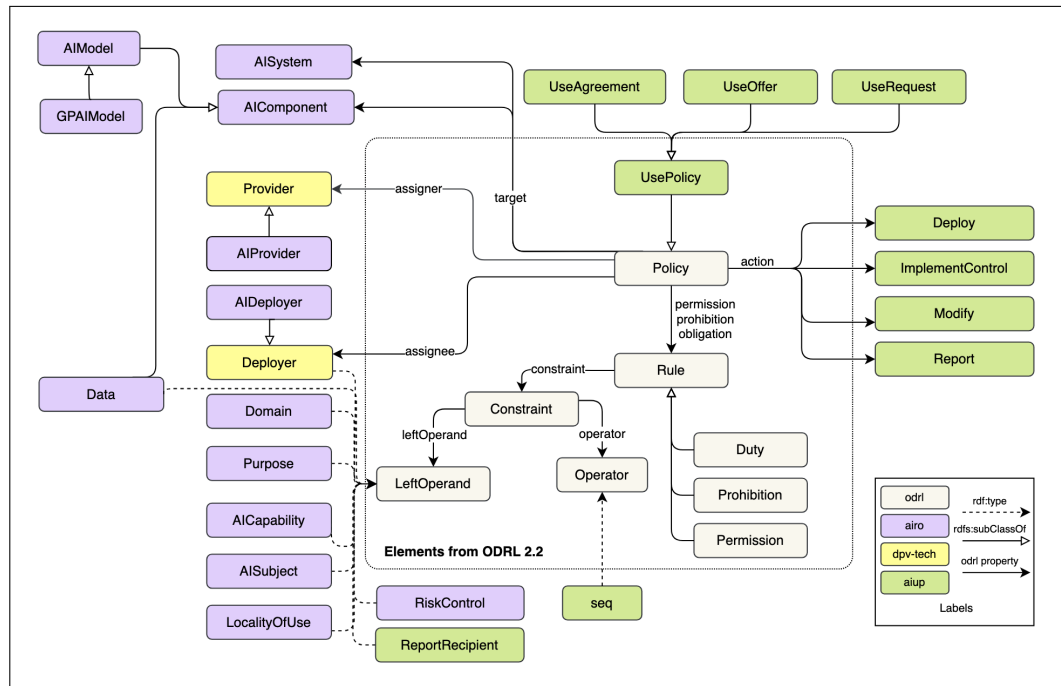 AIModel
AISystem
UseAgreement
UseOffer
UseRequest
GPAIModel
AIComponent
UsePolicy
Provider
assigner
target
Deploy
AIProvider
Policy
action
ImplementControl
AIDeployer
permission
prohibition
obligation
Modify
Deployer
assignee
Report
Rule
constraint
Data
Domain
Constraint
leftOperand
operator
Duty
Purpose
LeftOperand
Operator
Prohibition
AICapability
Permission
Elements from ODRL 2.2
AISubject
RiskControl
seq
LocalityOfUse
ReportRecipient
odrl
rdf:type
airo
rdfs:subClassOf
dpv-tech
odrl property
aiup
Labels